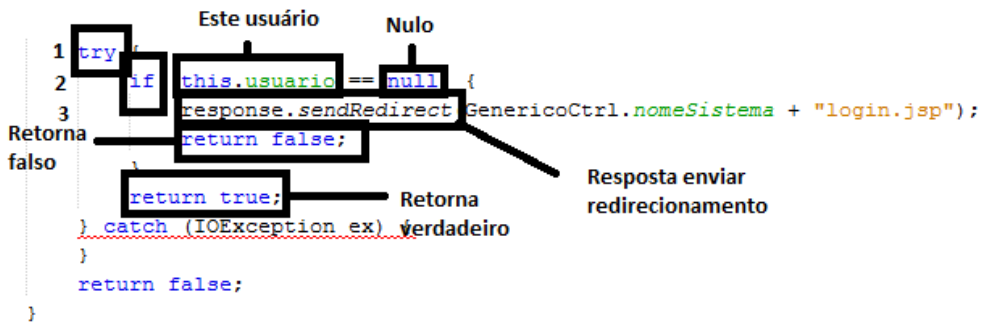 Este usuário
Nulo
1 try {
2 if this.usuario == null {
3 response.sendRedirect GenericoCtrl.nomeSistema + "login.jsp");
Retorna
falso
return false;
}
return true;
Retorna
verdadeiro
Resposta enviar
redirecionamento
} catch (IOException ex) {
}
return false;
}